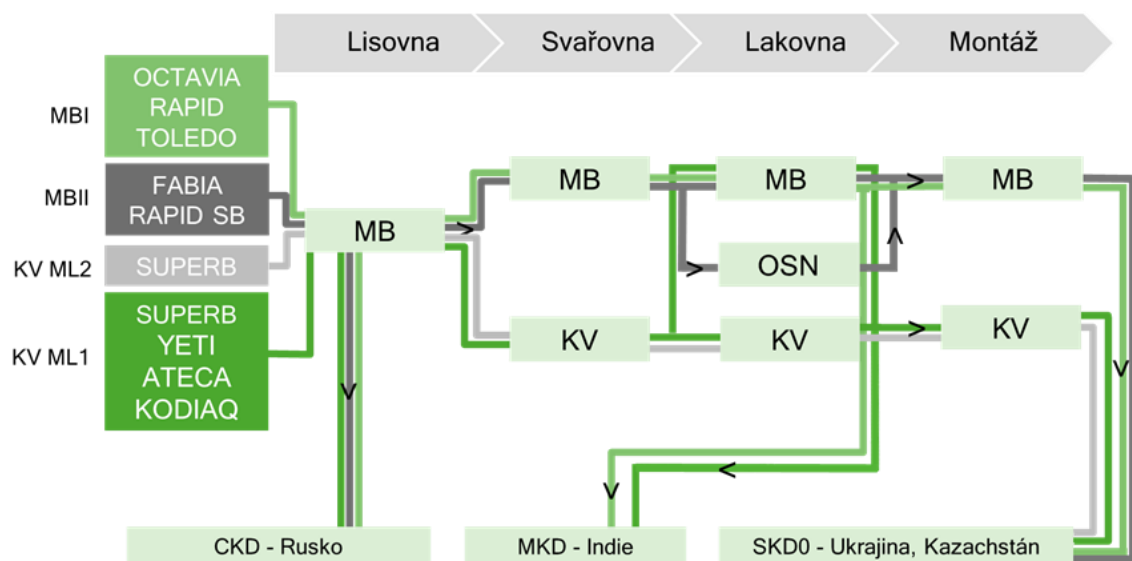 Lisovna
Svařovna
Lakovna
Montáž
MBI
OCTAVIA
RAPID
TOLEDO
MBII
FABIA
RAPID SB
KV ML2
SUPERB
KV ML1
SUPERB
YETI
ATECA
KODIAQ
MB
MB
MB
MB
OSN
KV
KV
KV
CKD - Rusko
MKD - Indie
SKD0 - Ukrajina, Kazachstán